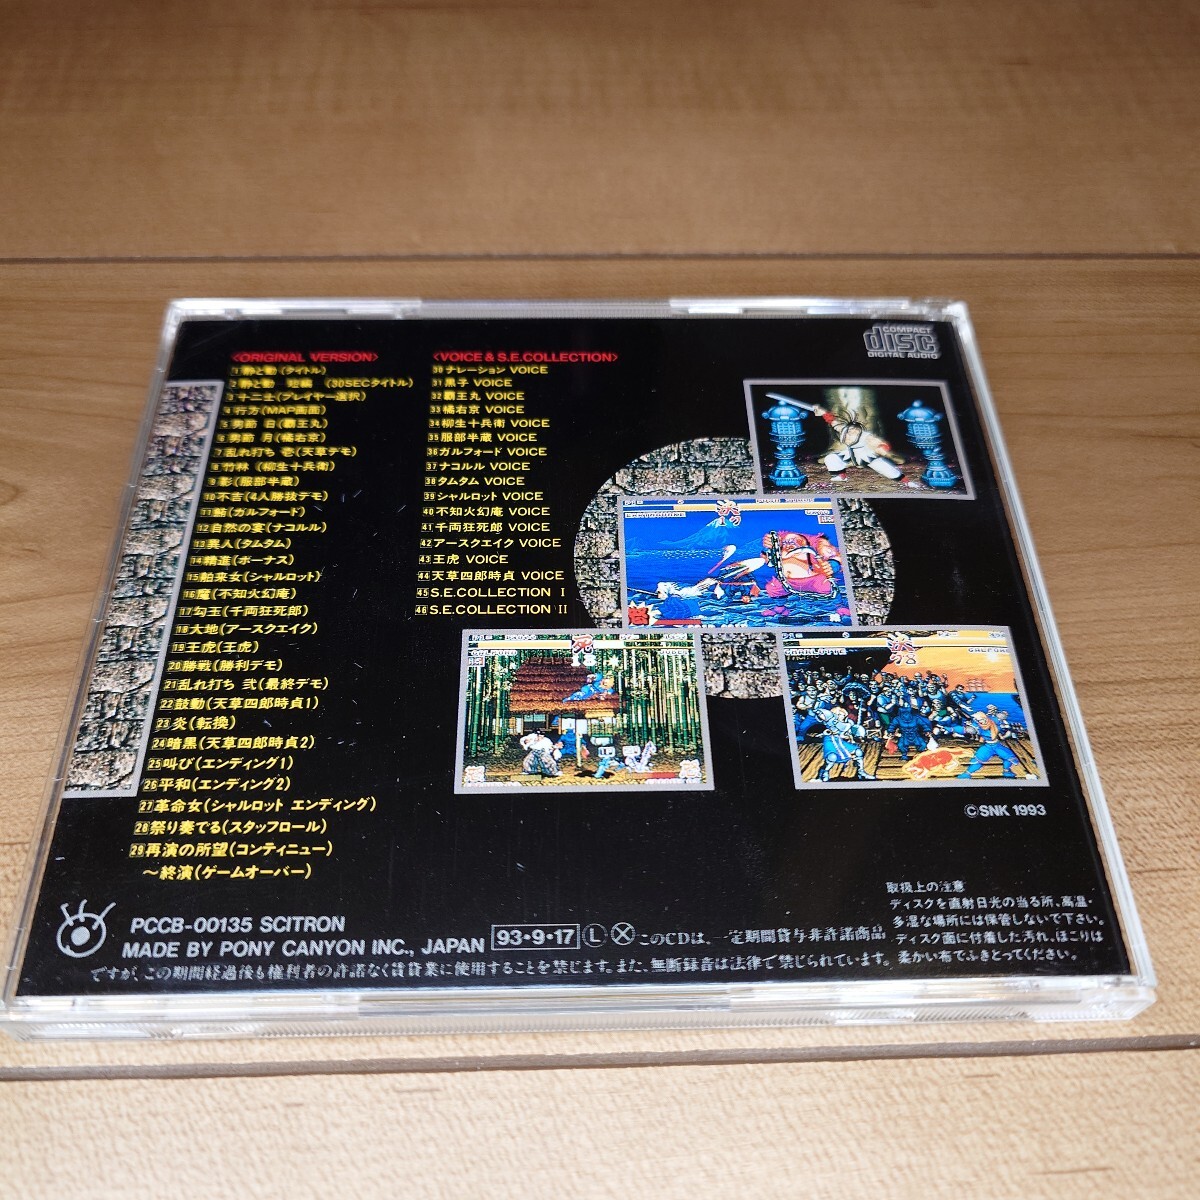 <ORIGINAL VERSION>
1 静と動(タイトル)
2 静と動 短編 (30SECタイトル)
3 十二士(プレイヤー選択)
4 行方(MAP画面)
5 男節 日(覇王丸)
6 男節 月(橘右京)
7 乱れ打ち 壱(天草デモ)
8 竹林 (柳生十兵衛)
9 影(服部半蔵)
10 不吉(4人勝抜デモ)
11 鯱(ガルフォード)
12 自然の宴(ナコルル)
13 異人(タムタム)
14 精進(ボーナス)
15 舶来女(シャルロット)
16 魔(不知火幻庵)
17 勾玉(千両狂死郎)
18 大地(アースクエイク)
19 王虎(王虎)
20 勝戦(勝利デモ)
21 乱れ打ち 弐(最終デモ)
22 鼓動(天草四郎時貞1)
23 炎(転換)
24 暗黒(天草四郎時貞2)
25 叫び(エンディング1)
26 平和(エンディング2)
27 革命女(シャルロット エンディング)
28 祭り奏でる(スタッフロール)
29 再演の所望(コンティニュー)
〜終演(ゲームオーバー)
<VOICE & S.E.COLLECTION>
30 ナレーション VOICE
31 黒子 VOICE
32 覇王丸 VOICE
33 橘右京 VOICE
34 柳生十兵衛 VOICE
35 服部半蔵 VOICE
36 ガルフォード VOICE
37 ナコルル VOICE
38 タムタム VOICE
39 シャルロット VOICE
40 不知火幻庵 VOICE
41 千両狂死郎 VOICE
42 アースクエイク VOICE
43 王虎 VOICE
44 天草四郎時貞 VOICE
45 S.E.COLLECTION I
46 S.E.COLLECTION II
COMPACT
disc
DIGITAL AUDIO
GALFORD
死
18
CHARLOTTE
GALFORD
©SNK 1993
PCCB-00135 SCITRON
MADE BY PONY CANYON INC., JAPAN
93・9・17
L
X
このCDは、一定期間貸与非許諾商品
ですが、この期間経過後も権利者の許諾なく賃貸業に使用することを禁じます。また、無断録音は法律で禁じられています。
取扱上の注意
ディスクを直射日光の当る所、高温・
多湿な場所には保管しないで下さい。
ディスク面に付着した汚れ、ほこりは
柔かい布でふきとってください。